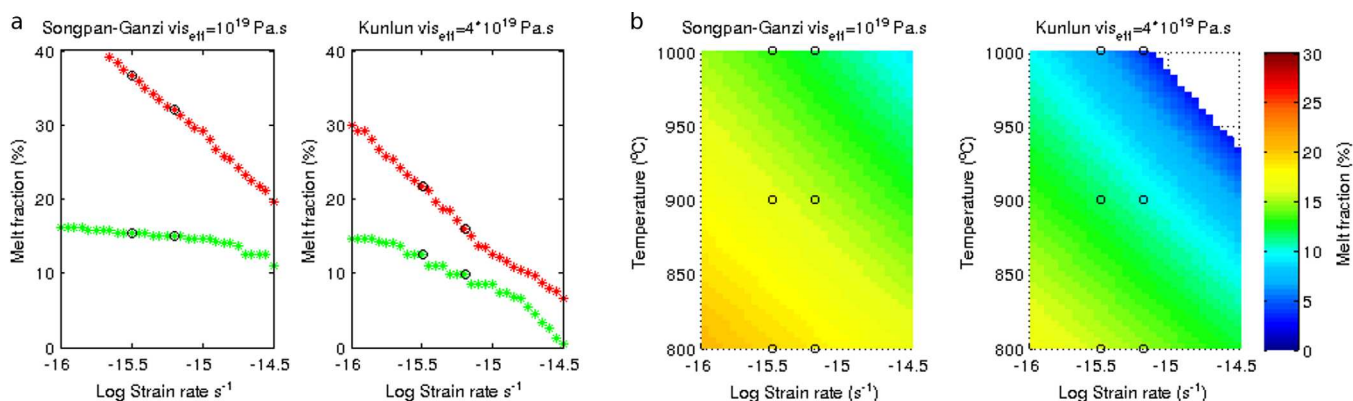 a
Songpan-Ganzi vis_eff=10^19 Pa.s
Melt fraction (%)
40
30
20
10
0
-16
-15.5
-15
-14.5
Log Strain rate s^-1
Kunlun vis_eff=4*10^19 Pa.s
Melt fraction (%)
40
30
20
10
0
-16
-15.5
-15
-14.5
Log Strain rate s^-1
b
Songpan-Ganzi vis_eff=10^19 Pa.s
Temperature (°C)
1000
950
900
850
800
-16
-15.5
-15
-14.5
Log Strain rate (s^-1)
Kunlun vis_eff=4*10^19 Pa.s
Temperature (°C)
1000
950
900
850
800
-16
-15.5
-15
-14.5
Log Strain rate (s^-1)
30
25
20
15
10
5
0
Melt fraction (%)